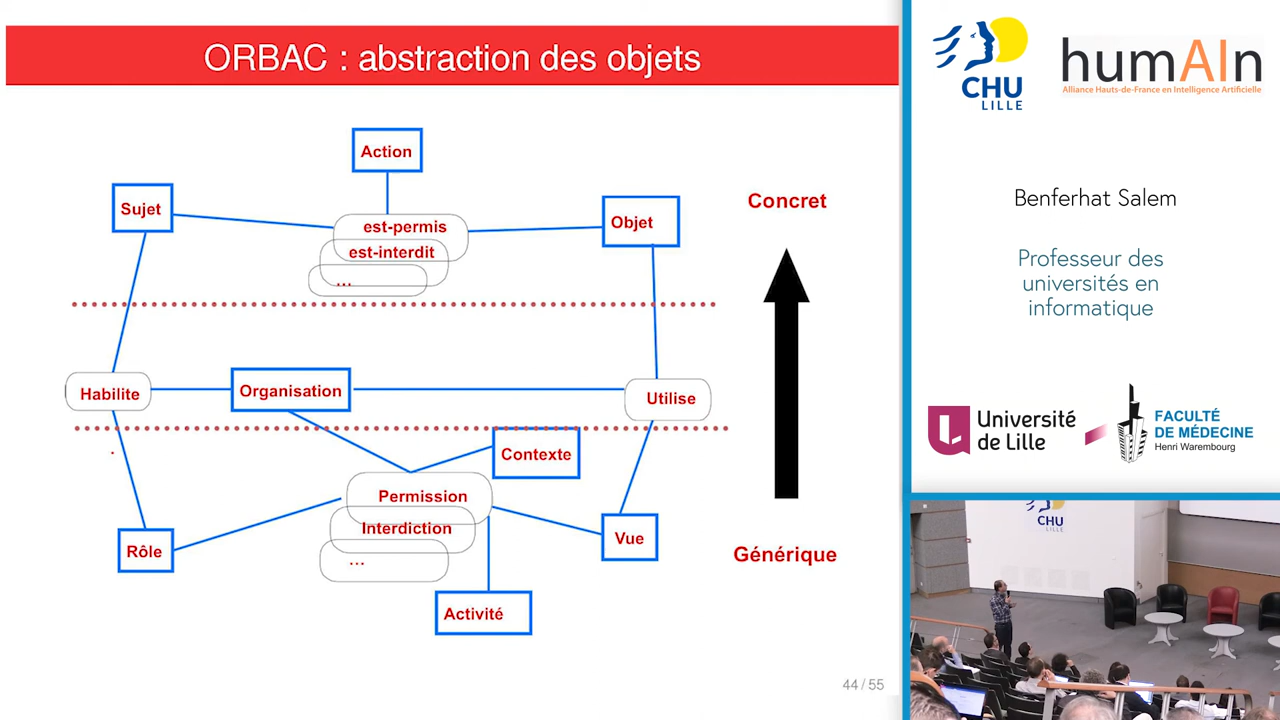 ORBAC : abstraction des objets
Action
Sujet
est-permis
Objet
est-interdit
...
Concret
Habilite
Organisation
Utilise
Contexte
Permission
Interdiction
...
Rôle
Vue
Générique
Activité
44 / 55
CHU
LILLE
humAIn
Alliance Hauts-de-France en Intelligence Artificielle
Benferhat Salem
Professeur des
universités en
informatique
Université
de Lille
FACULTÉ
DE MÉDECINE
Henri Warembourg
CHU
LILLE